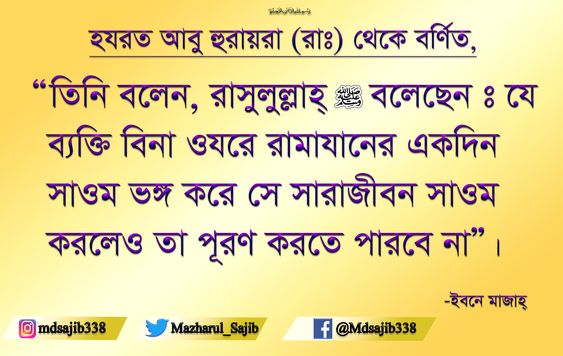 হযরত আবু হুরায়রা (রাঃ) থেকে বর্ণিত,
“তিনি বলেন, রাসুলুল্লাহ্ ﷺ বলেছেন ঃ যে
ব্যক্তি বিনা ওযরে রামাযানের একদিন
সাওম ভঙ্গ করে সে সারাজীবন সাওম
করলেও তা পূরণ করতে পারবে না”।
-ইবনে মাজাহ্
mdsajib338 Mazharul_Sajib @Mdsajib338